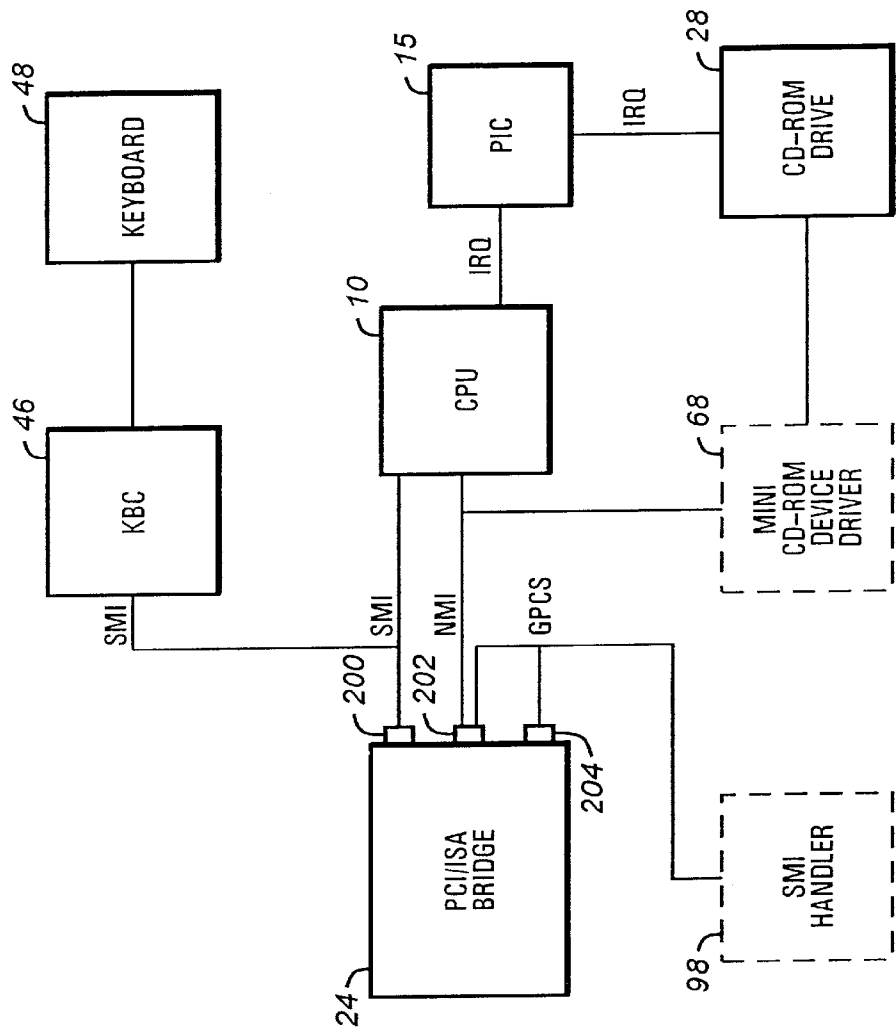 48
KEYBOARD
46
KBC
SMI
15
PIC
IRQ
IRQ
10
CPU
28
CD-ROM
DRIVE
SMI
NMI
68
MINI
CD-ROM
DEVICE
DRIVER
GPCS
200
202
204
24
PCI/ISA
BRIDGE
98
SMI
HANDLER